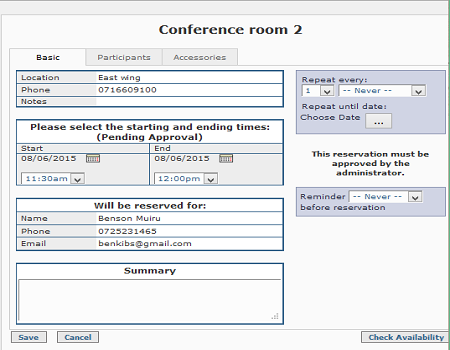 Conference room 2
Basic Participants Accessories
Location East wing
Phone 0716609100
Notes
Please select the starting and ending times:
(Pending Approval)
Start End
08/06/2015 08/06/2015
11:30am 12:00pm
Will be reserved for:
Name Benson Muiru
Phone 0725231465
Email benkibs@gmail.com
Summary
Repeat every:
1 -- Never --
Repeat until date:
Choose Date ...
This reservation must be
approved by the
administrator.
Reminder -- Never --
before reservation
Save Cancel Check Availability